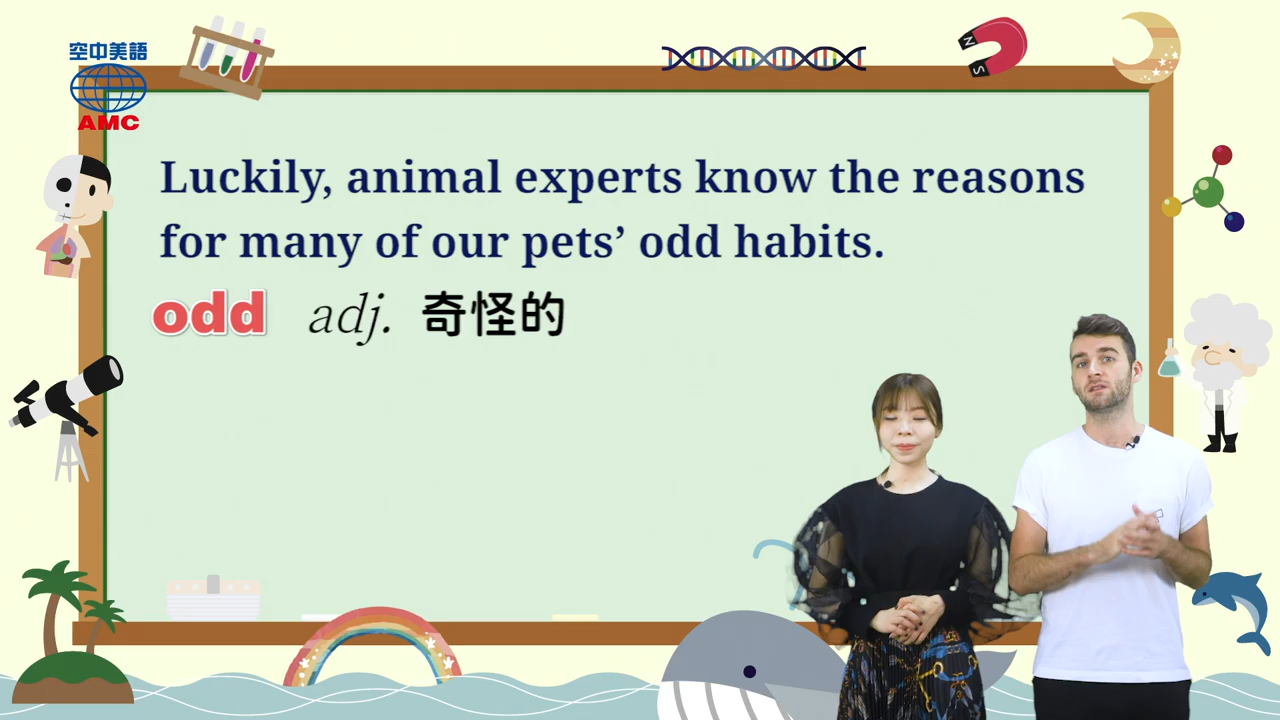 空中美語
AMC
N
S
Luckily, animal experts know the reasons
for many of our pets’ odd habits.
odd adj. 奇怪的